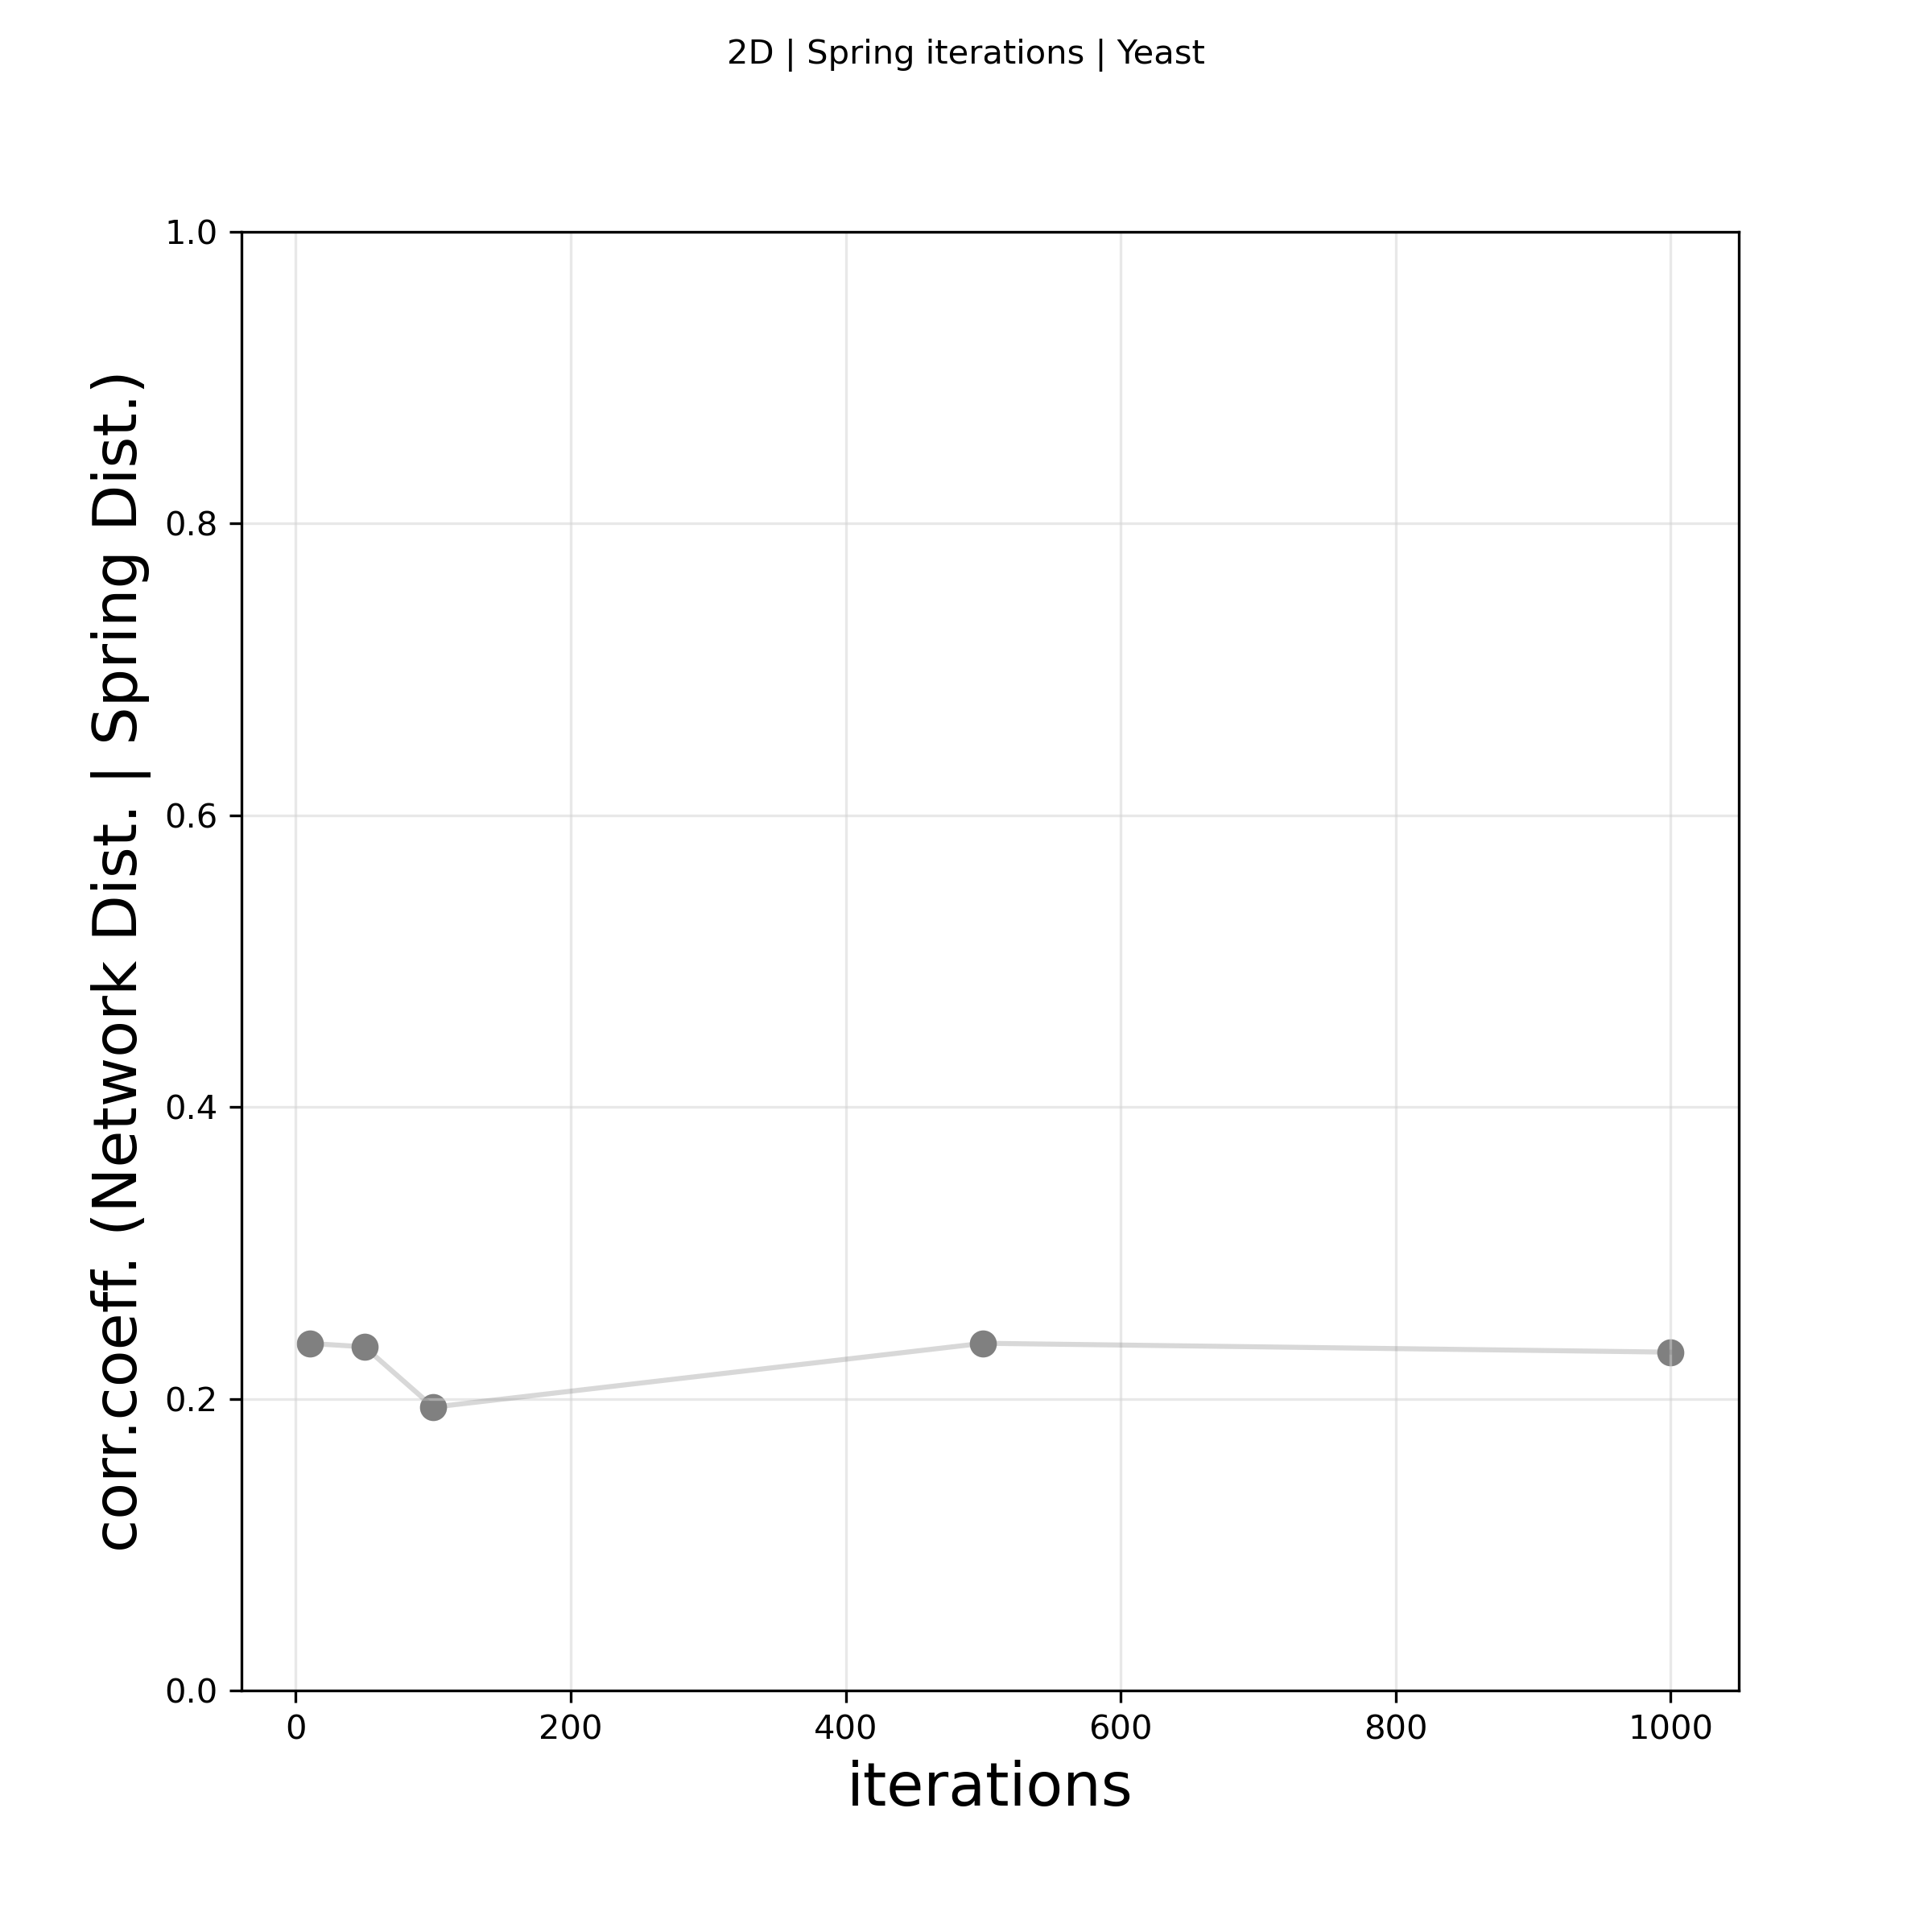 2D | Spring iterations | Yeast
corr.coeff. (Network Dist. | Spring Dist.)
1.0
0.8
0.6
0.4
0.2
0.0
0 200 400 600 800 1000
iterations